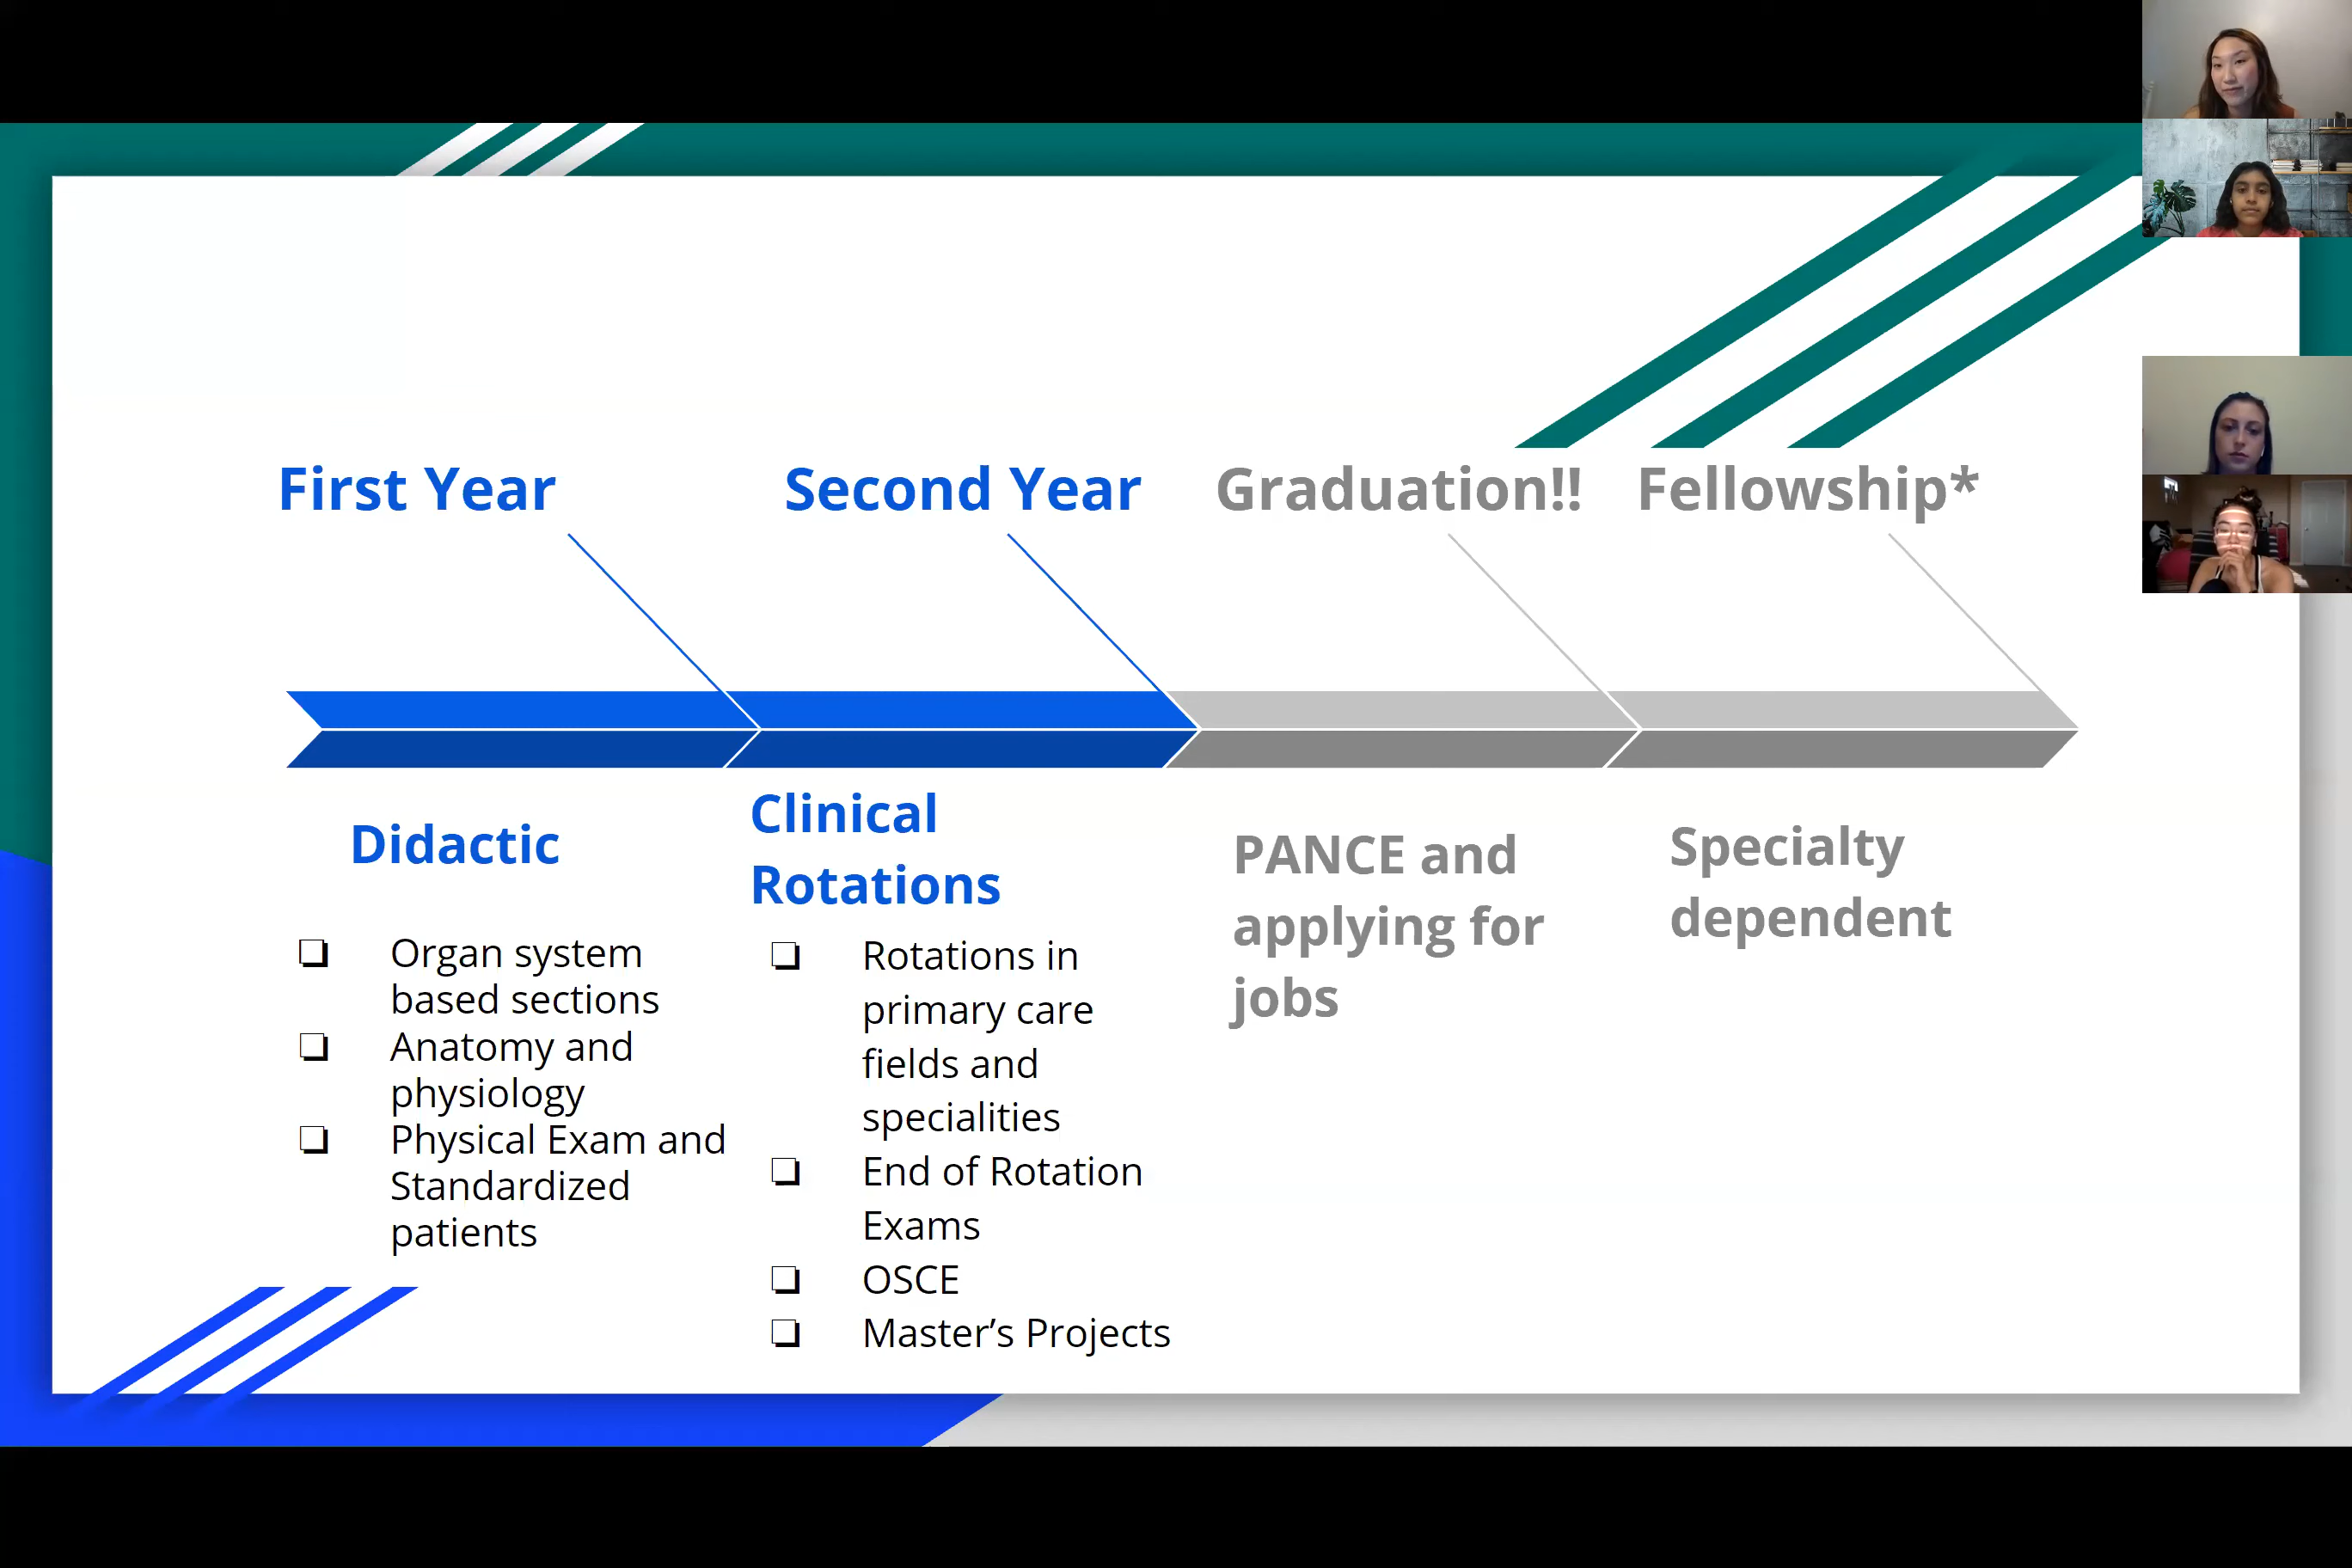 First Year
Second Year
Graduation!!
Fellowship*
Didactic
❏ Organ system
based sections
❏ Anatomy and
physiology
❏ Physical Exam and
Standardized
patients
Clinical
Rotations
❏ Rotations in
primary care
fields and
specialities
❏ End of Rotation
Exams
❏ OSCE
❏ Master’s Projects
PANCE and
applying for
jobs
Specialty
dependent